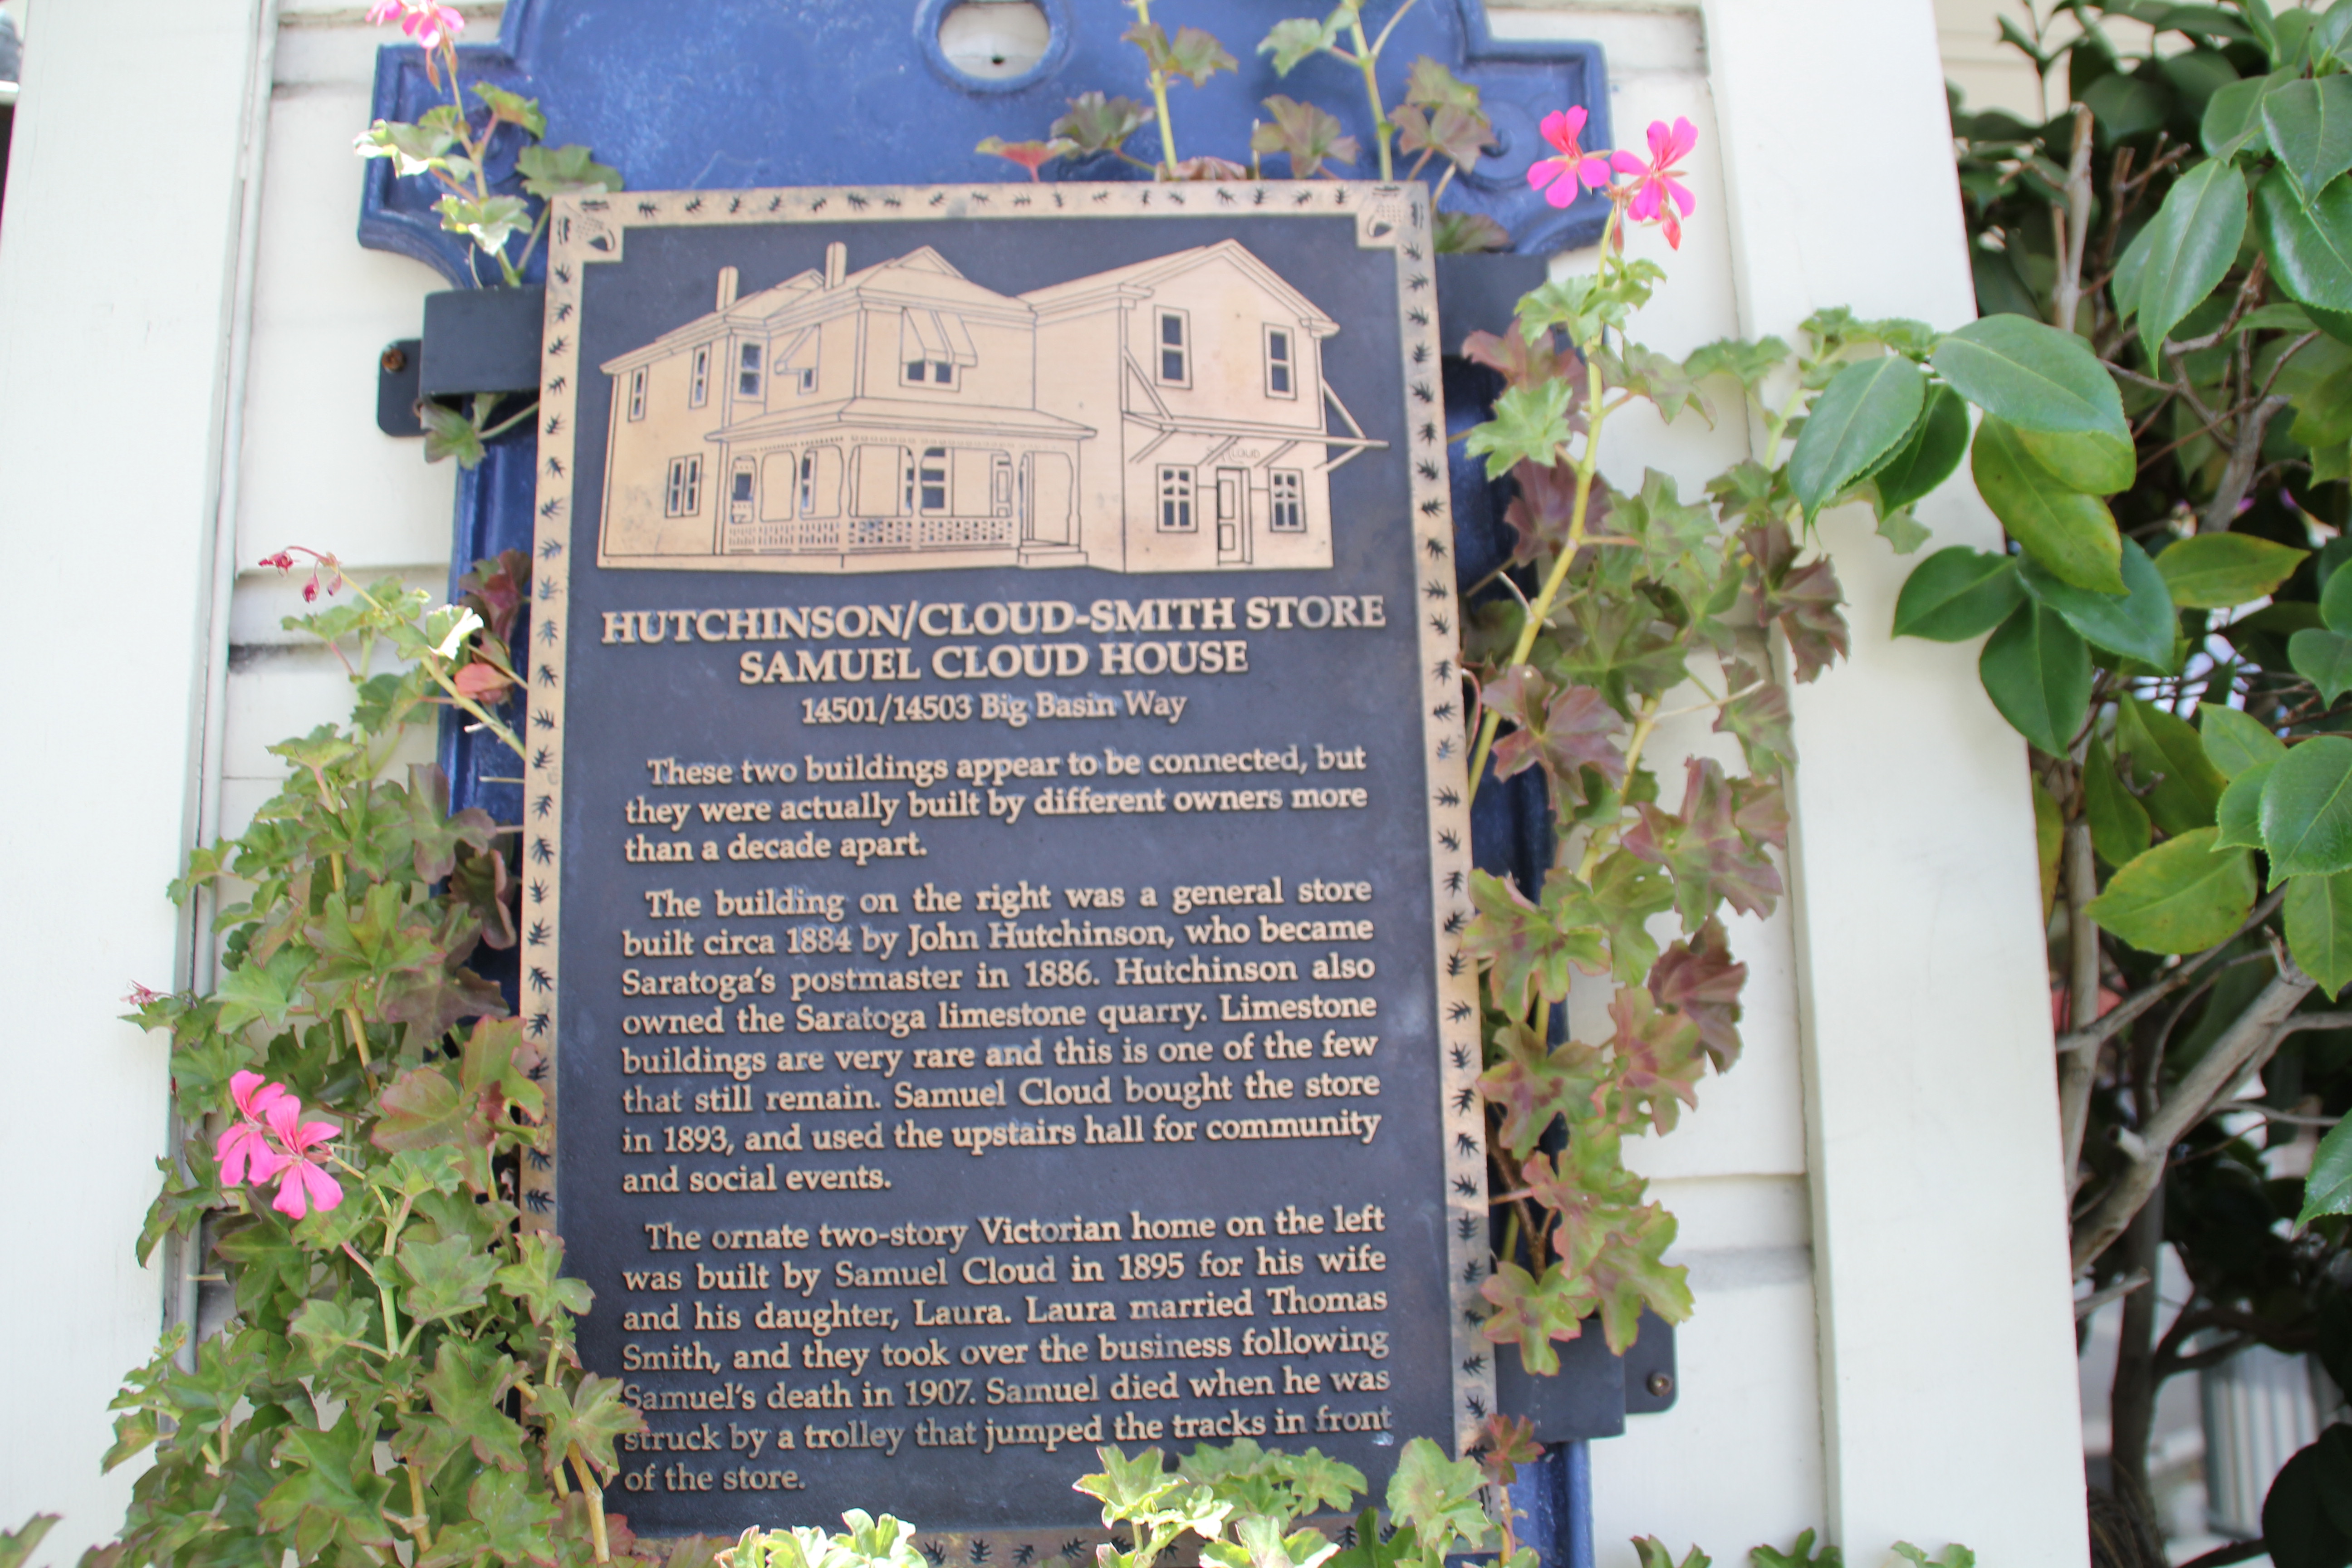 CLOUD
HUTCHINSON/CLOUD-SMITH STORE
SAMUEL CLOUD HOUSE
14501/14503 Big Basin Way
These two buildings appear to be connected, but
they were actually built by different owners more
than a decade apart.
The building on the right was a general store
built circa 1884 by John Hutchinson, who became
Saratoga's postmaster in 1886. Hutchinson also
owned the Saratoga limestone quarry. Limestone
buildings are very rare and this is one of the few
that still remain. Samuel Cloud bought the store
in 1893, and used the upstairs hall for community
and social events.
The ornate two-story Victorian home on the left
was built by Samuel Cloud in 1895 for his wife
and his daughter, Laura. Laura married Thomas
Smith, and they took over the business following
Samuel's death in 1907. Samuel died when he was
struck by a trolley that jumped the tracks in front
of the store.